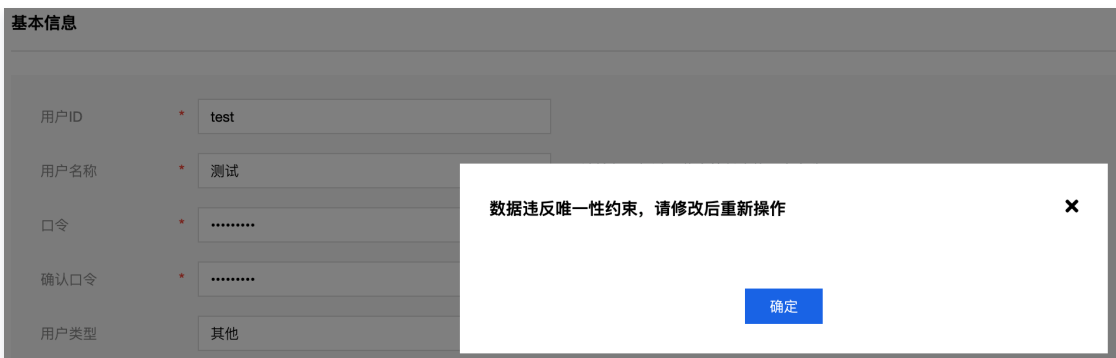 基本信息
用户ID * test
用户名称 * 测试
数据违反唯一性约束，请修改后重新操作
口令 * •••••••••
确认口令 * •••••••••
确定
用户类型 其他